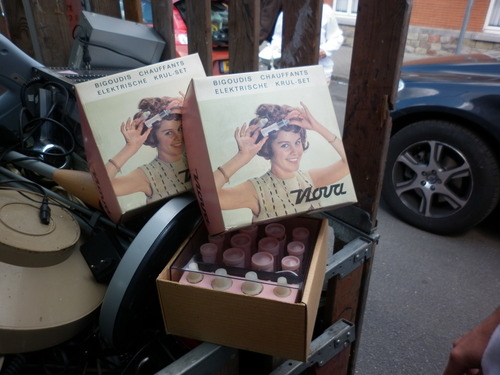 BIGOUDIS CHAUFFANTS
ELEKTRISCHE KRUL-SET
BIGOUDIS CHAUFFANTS
ELEKTRISCHE KRUL-SET
Nova